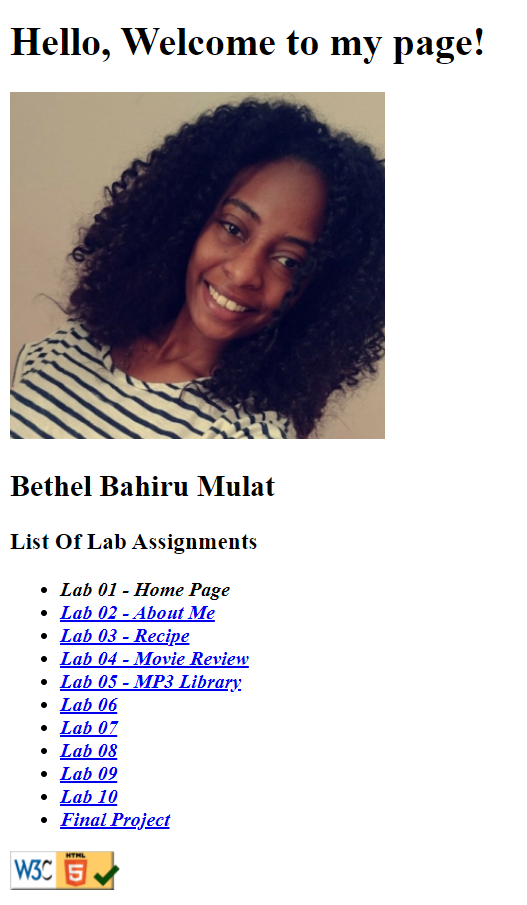 Hello, Welcome to my page!
Bethel Bahiru Mulat
List Of Lab Assignments
Lab 01 - Home Page
Lab 02 - About Me
Lab 03 - Recipe
Lab 04 - Movie Review
Lab 05 - MP3 Library
Lab 06
Lab 07
Lab 08
Lab 09
Lab 10
Final Project
W3C HTML 5